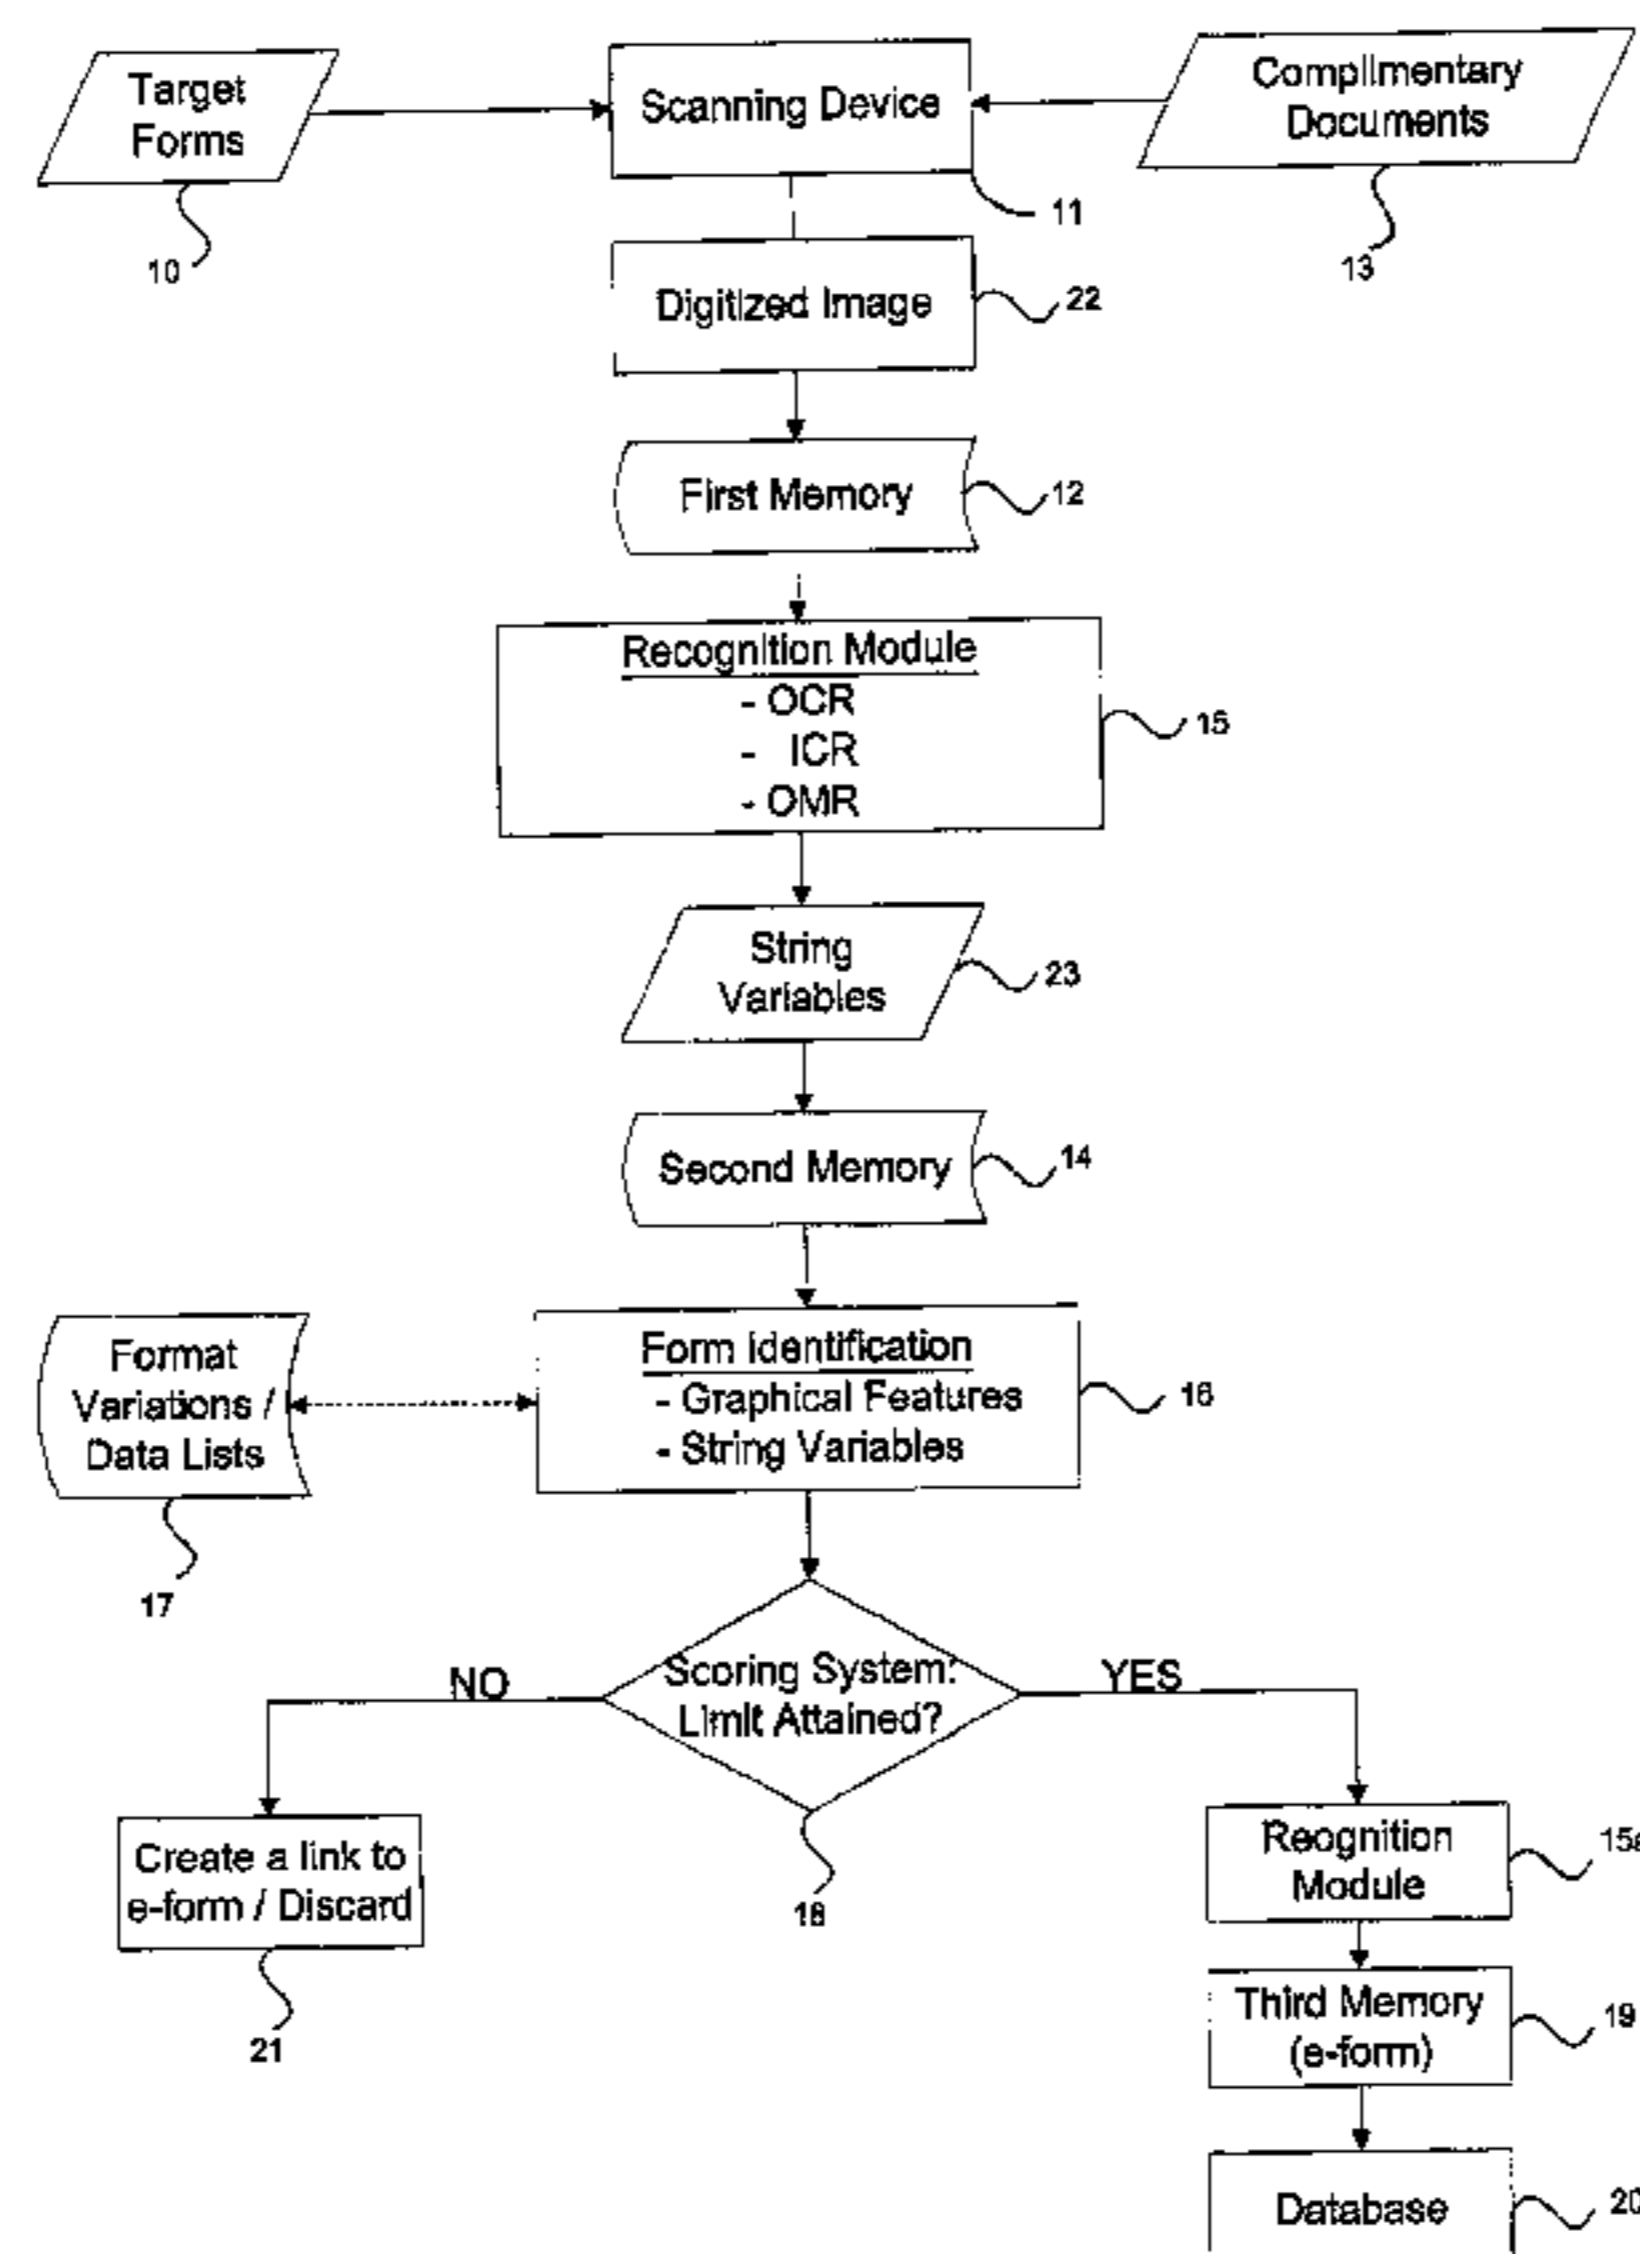 Target
Forms
10
Scanning Device
11
Complimentary
Documents
13
Digitized Image
22
First Memory
12
Recognition Module
- OCR
- ICR
- OMR
15
String
Variables
23
Second Memory
14
Format
Variations /
Data Lists
17
Form Identification
- Graphical Features
- String Variables
16
Scoring System:
Limit Attained?
18
NO
YES
Create a link to
e-form / Discard
21
Reognition
Module
15a
Third Memory
(e-form)
19
Database
20